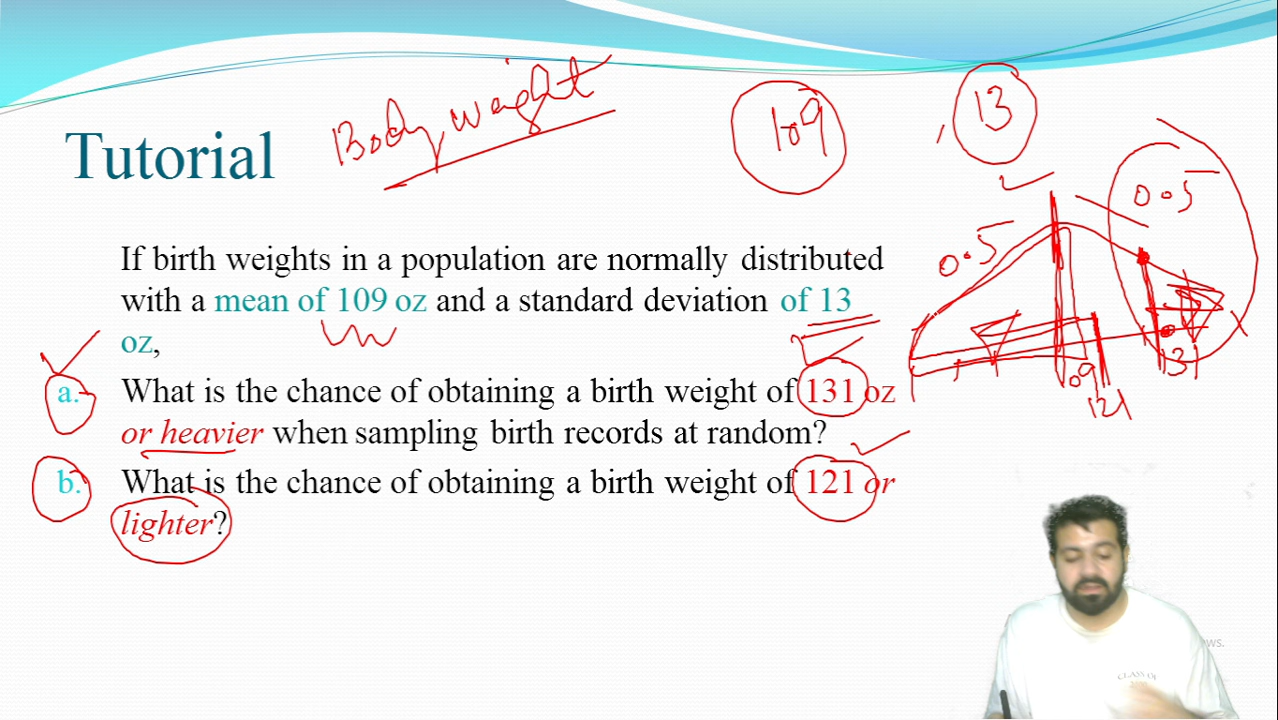 Body weight
109
13
Tutorial
0.5
0.5
If birth weights in a population are normally distributed
with a mean of 109 oz and a standard deviation of 13
oz,
a. What is the chance of obtaining a birth weight of 131 oz
or heavier when sampling birth records at random?
b. What is the chance of obtaining a birth weight of 121 or
lighter?
109
121
131
CLASS OF
ws.